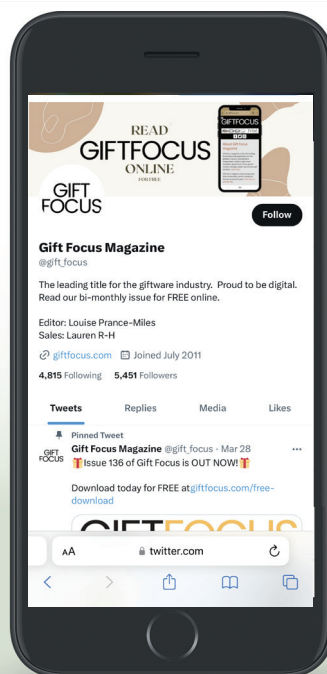 READ
GIFTFOCUS
ONLINE
FOR FREE
GIFTFOCUS
GIFT
FOCUS
Follow
Gift Focus Magazine
@gift_focus
The leading title for the giftware industry. Proud to be digital.
Read our bi-monthly issue for FREE online.
Editor: Louise Prance-Miles
Sales: Lauren R-H
giftfocus.com Joined July 2011
4,815 Following 5,451 Followers
Tweets Replies Media Likes
Pinned Tweet
GIFT
FOCUS
Gift Focus Magazine @gift_focus · Mar 28 ...
🎁Issue 136 of Gift Focus is OUT NOW!🎁
Download today for FREE atgiftfocus.com/free-
download
GIFTFOCUS
AA twitter.com